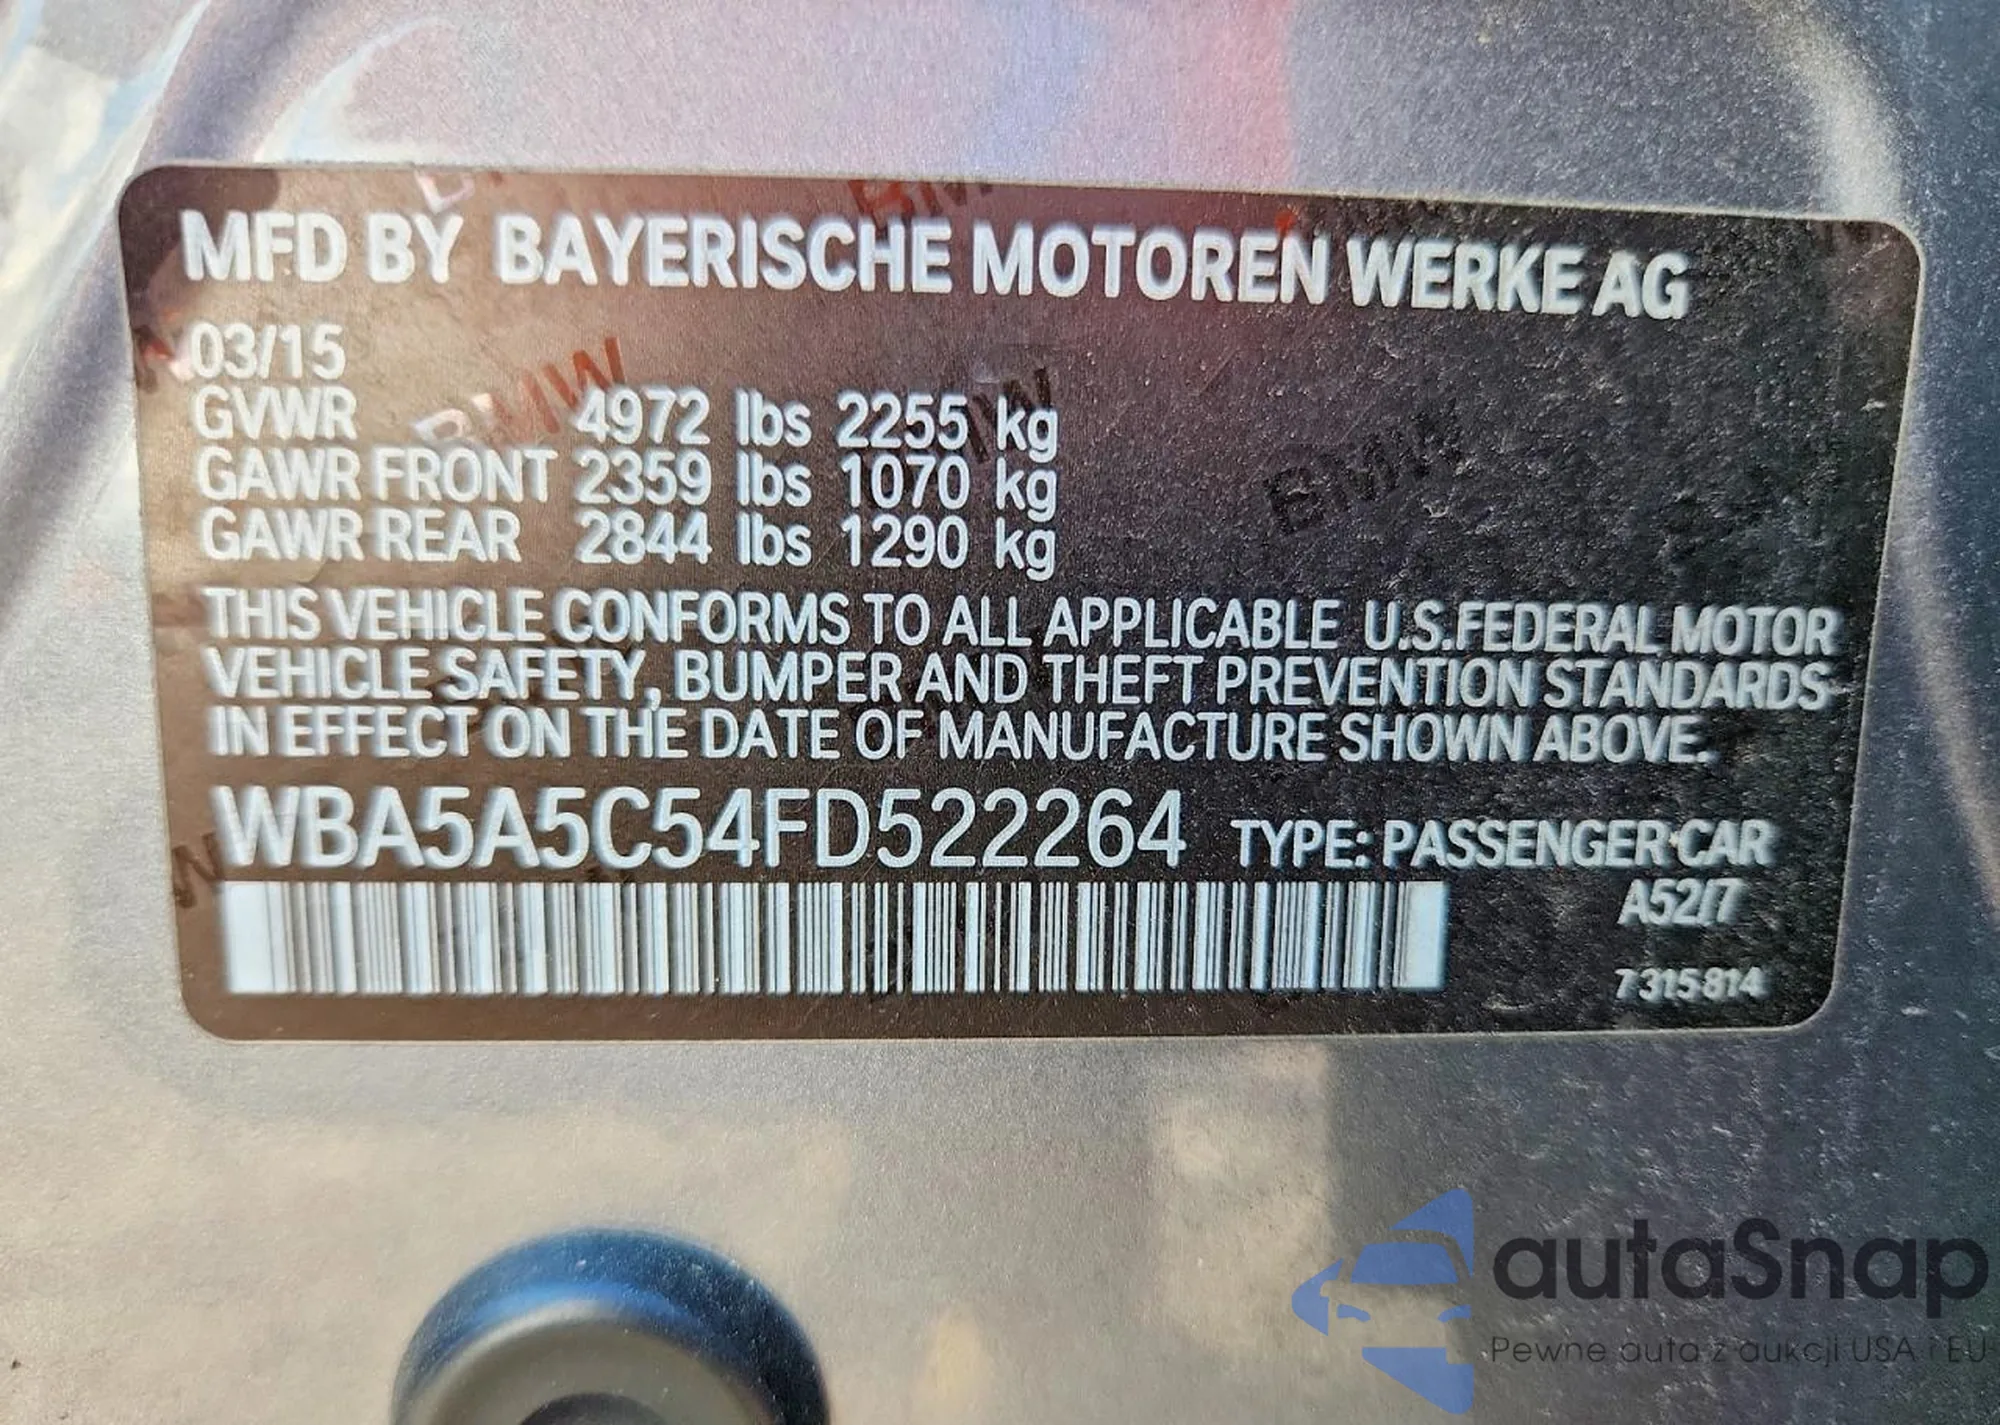 MFD BY BAYERISCHE MOTOREN WERKE AG
03/15
GVWR 4972 lbs 2255 kg
GAWR FRONT 2359 lbs 1070 kg
GAWR REAR 2844 lbs 1290 kg
THIS VEHICLE CONFORMS TO ALL APPLICABLE U.S.FEDERAL MOTOR
VEHICLE SAFETY, BUMPER AND THEFT PREVENTION STANDARDS
IN EFFECT ON THE DATE OF MANUFACTURE SHOWN ABOVE.
WBA5A5C54FD522264 TYPE: PASSENGER CAR
A52/7
7 315 814
autaSnap
Pewne auta z aukcji USA i EU